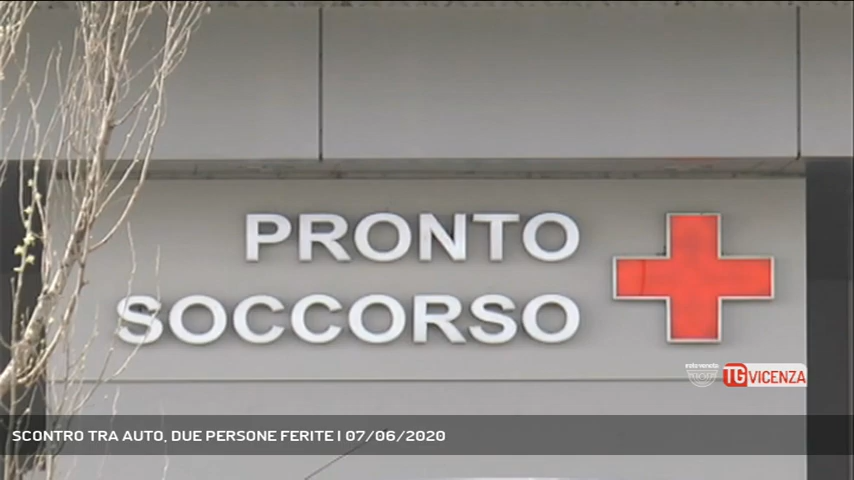 PRONTO
SOCCORSO
TG VICENZA
SCONTRO TRA AUTO, DUE PERSONE FERITE | 07/06/2020